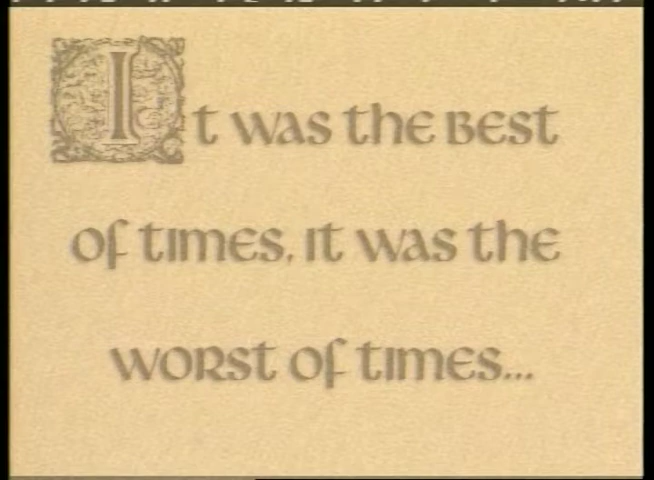 It was the best
of times, it was the
worst of times...